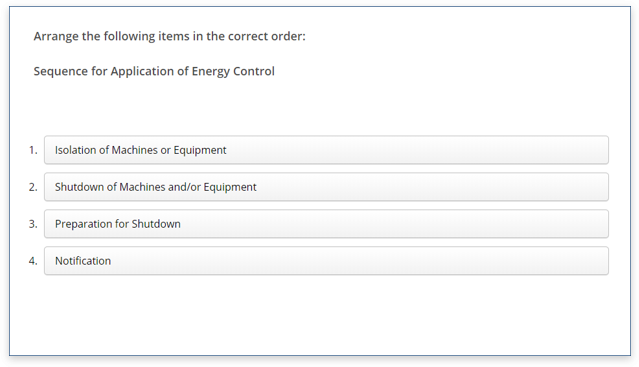 Arrange the following items in the correct order:
Sequence for Application of Energy Control
1. Isolation of Machines or Equipment
2. Shutdown of Machines and/or Equipment
3. Preparation for Shutdown
4. Notification